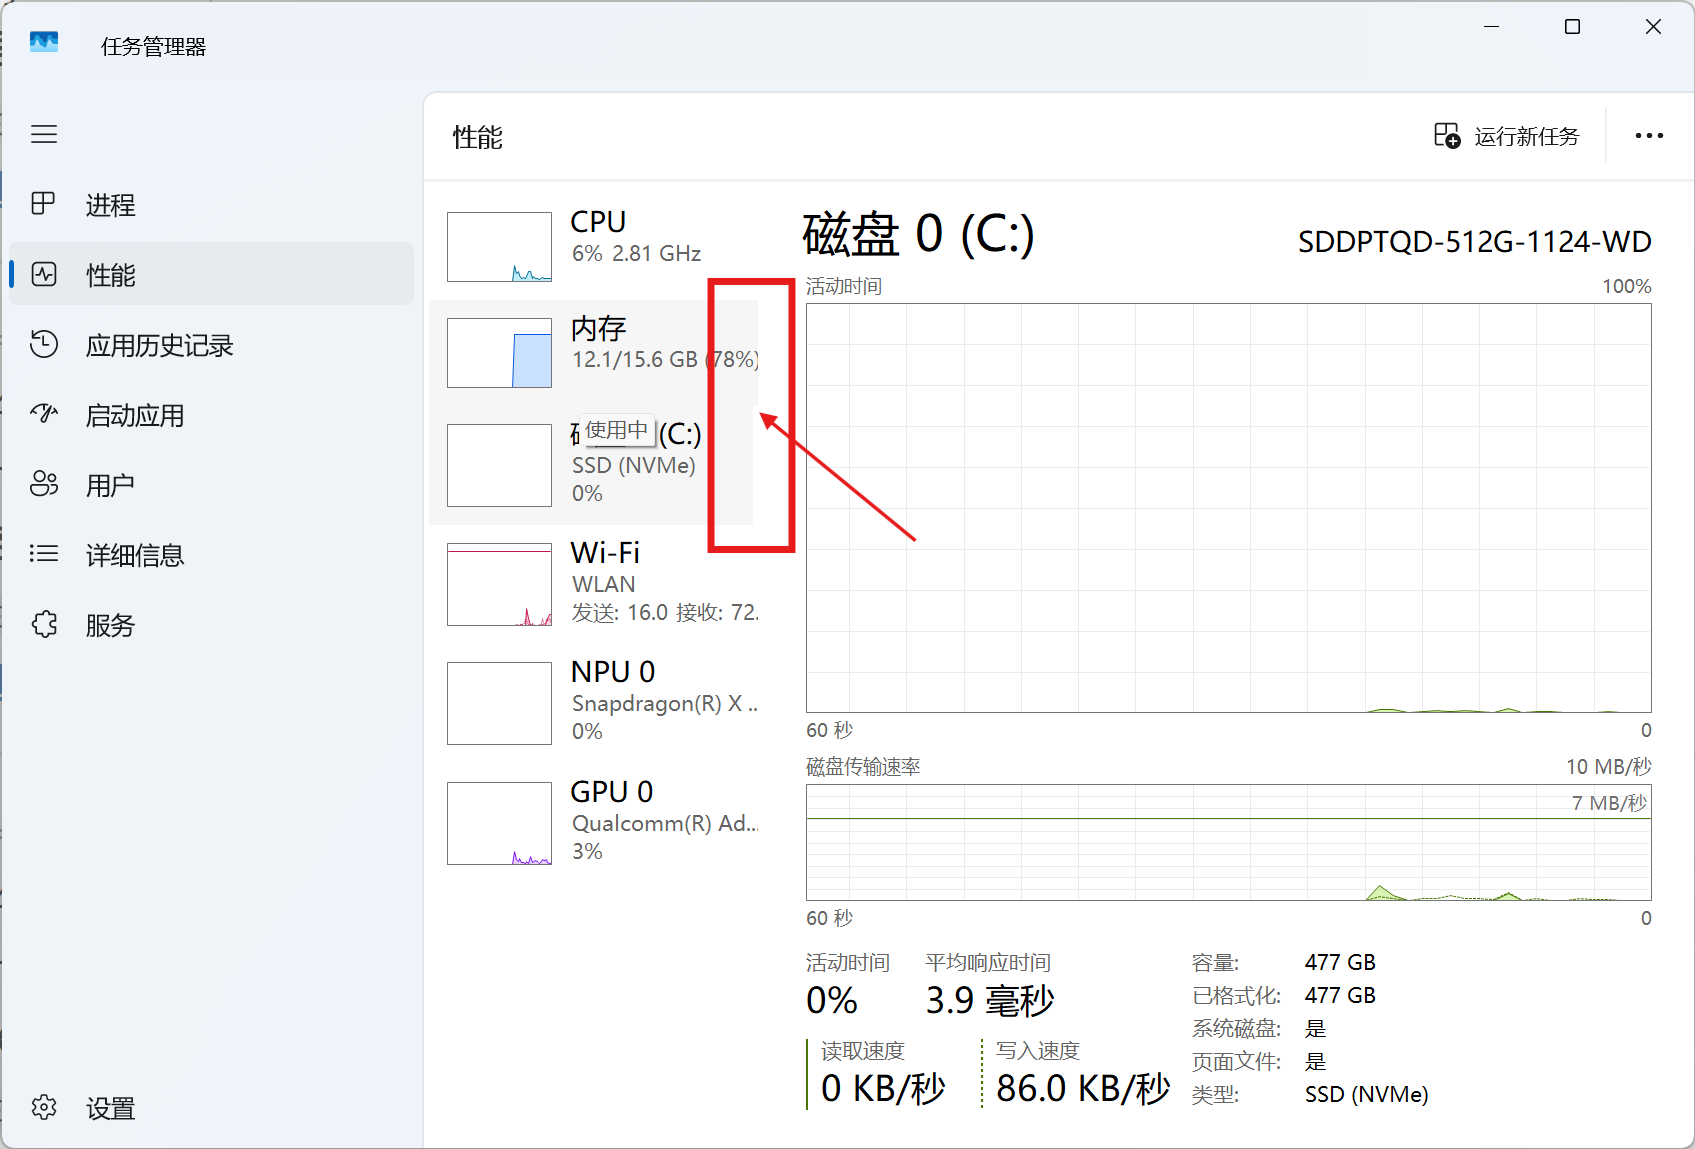 任务管理器
进程
性能
应用历史记录
启动应用
用户
详细信息
服务
设置
性能
运行新任务
CPU
6% 2.81 GHz
内存
12.1/15.6 GB (78%)
使用中
(C:)
SSD (NVMe)
0%
Wi-Fi
WLAN
发送: 16.0 接收: 72.
NPU 0
Snapdragon(R) X ..
0%
GPU 0
Qualcomm(R) Ad...
3%
磁盘 0 (C:)
SDDPTQD-512G-1124-WD
活动时间
100%
60 秒
0
磁盘传输速率
10 MB/秒
7 MB/秒
60 秒
0
活动时间
0%
平均响应时间
3.9 毫秒
读取速度
0 KB/秒
写入速度
86.0 KB/秒
容量: 477 GB
已格式化: 477 GB
系统磁盘: 是
页面文件: 是
类型: SSD (NVMe)